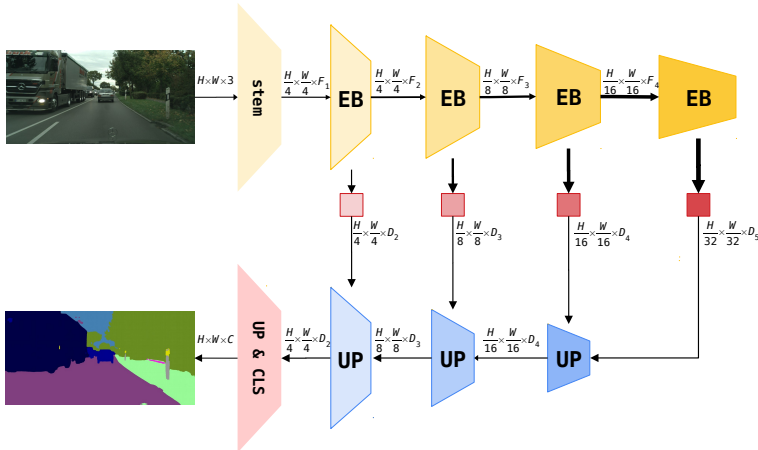 H×W×3
stem
H/4×W/4×F₁
EB
H/4×W/4×F₂
EB
H/8×W/8×F₃
EB
H/16×W/16×F₄
EB
H/4×W/4×D₂
H/8×W/8×D₃
H/16×W/16×D₄
H/32×W/32×D₅
H×W×C
UP & CLS
H/4×W/4×D₂
UP
H/8×W/8×D₃
UP
H/16×W/16×D₄
UP